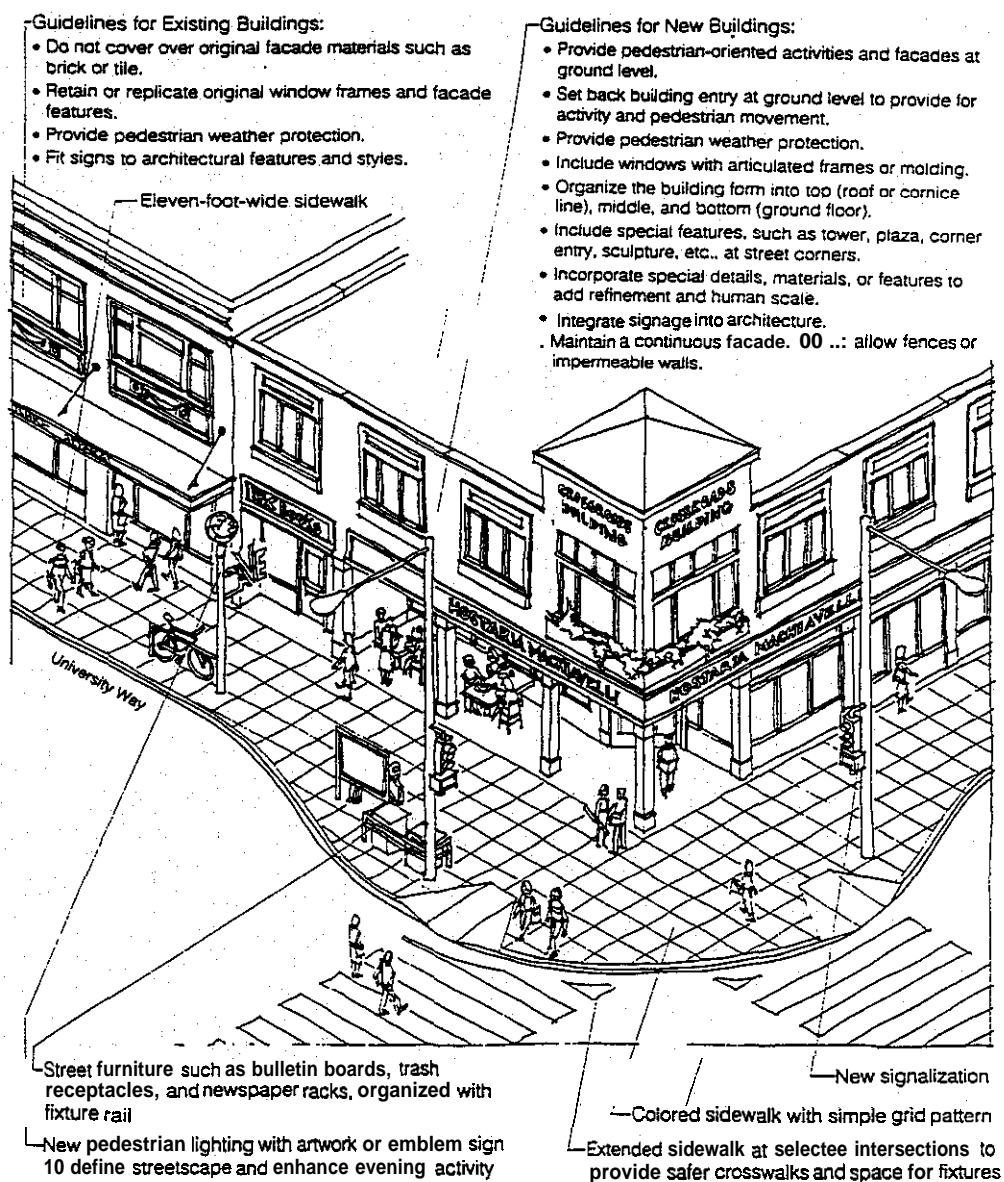 Guidelines for Existing Buildings:
• Do not cover over original facade materials such as
brick or tile.
• Retain or replicate original window frames and facade
features.
• Provide pedestrian weather protection.
• Fit signs to architectural features and styles.
Eleven-foot-wide sidewalk
Guidelines for New Buildings:
• Provide pedestrian-oriented activities and facades at
ground level.
• Set back building entry at ground level to provide for
activity and pedestrian movement.
• Provide pedestrian weather protection.
• Include windows with articulated frames or molding.
• Organize the building form into top (roof or cornice
line), middle, and bottom (ground floor).
• Include special features, such as tower, plaza, corner
entry, sculpture, etc., at street corners.
• Incorporate special details, materials, or features to
add refinement and human scale.
• Integrate signage into architecture.
. Maintain a continuous facade. 00 ..: allow fences or
impermeable walls.
CROSSROADS
BUILDING
CROSSROADS
BUILDING
HOSTARIA MACHIAVELLI
HOSTARIA MACHIAVELLI
University Way
Street furniture such as bulletin boards, trash
receptacles, and newspaper racks, organized with
fixture rail
New pedestrian lighting with artwork or emblem sign
10 define streetscape and enhance evening activity
New signalization
Colored sidewalk with simple grid pattern
Extended sidewalk at selectee intersections to
provide safer crosswalks and space for fixtures